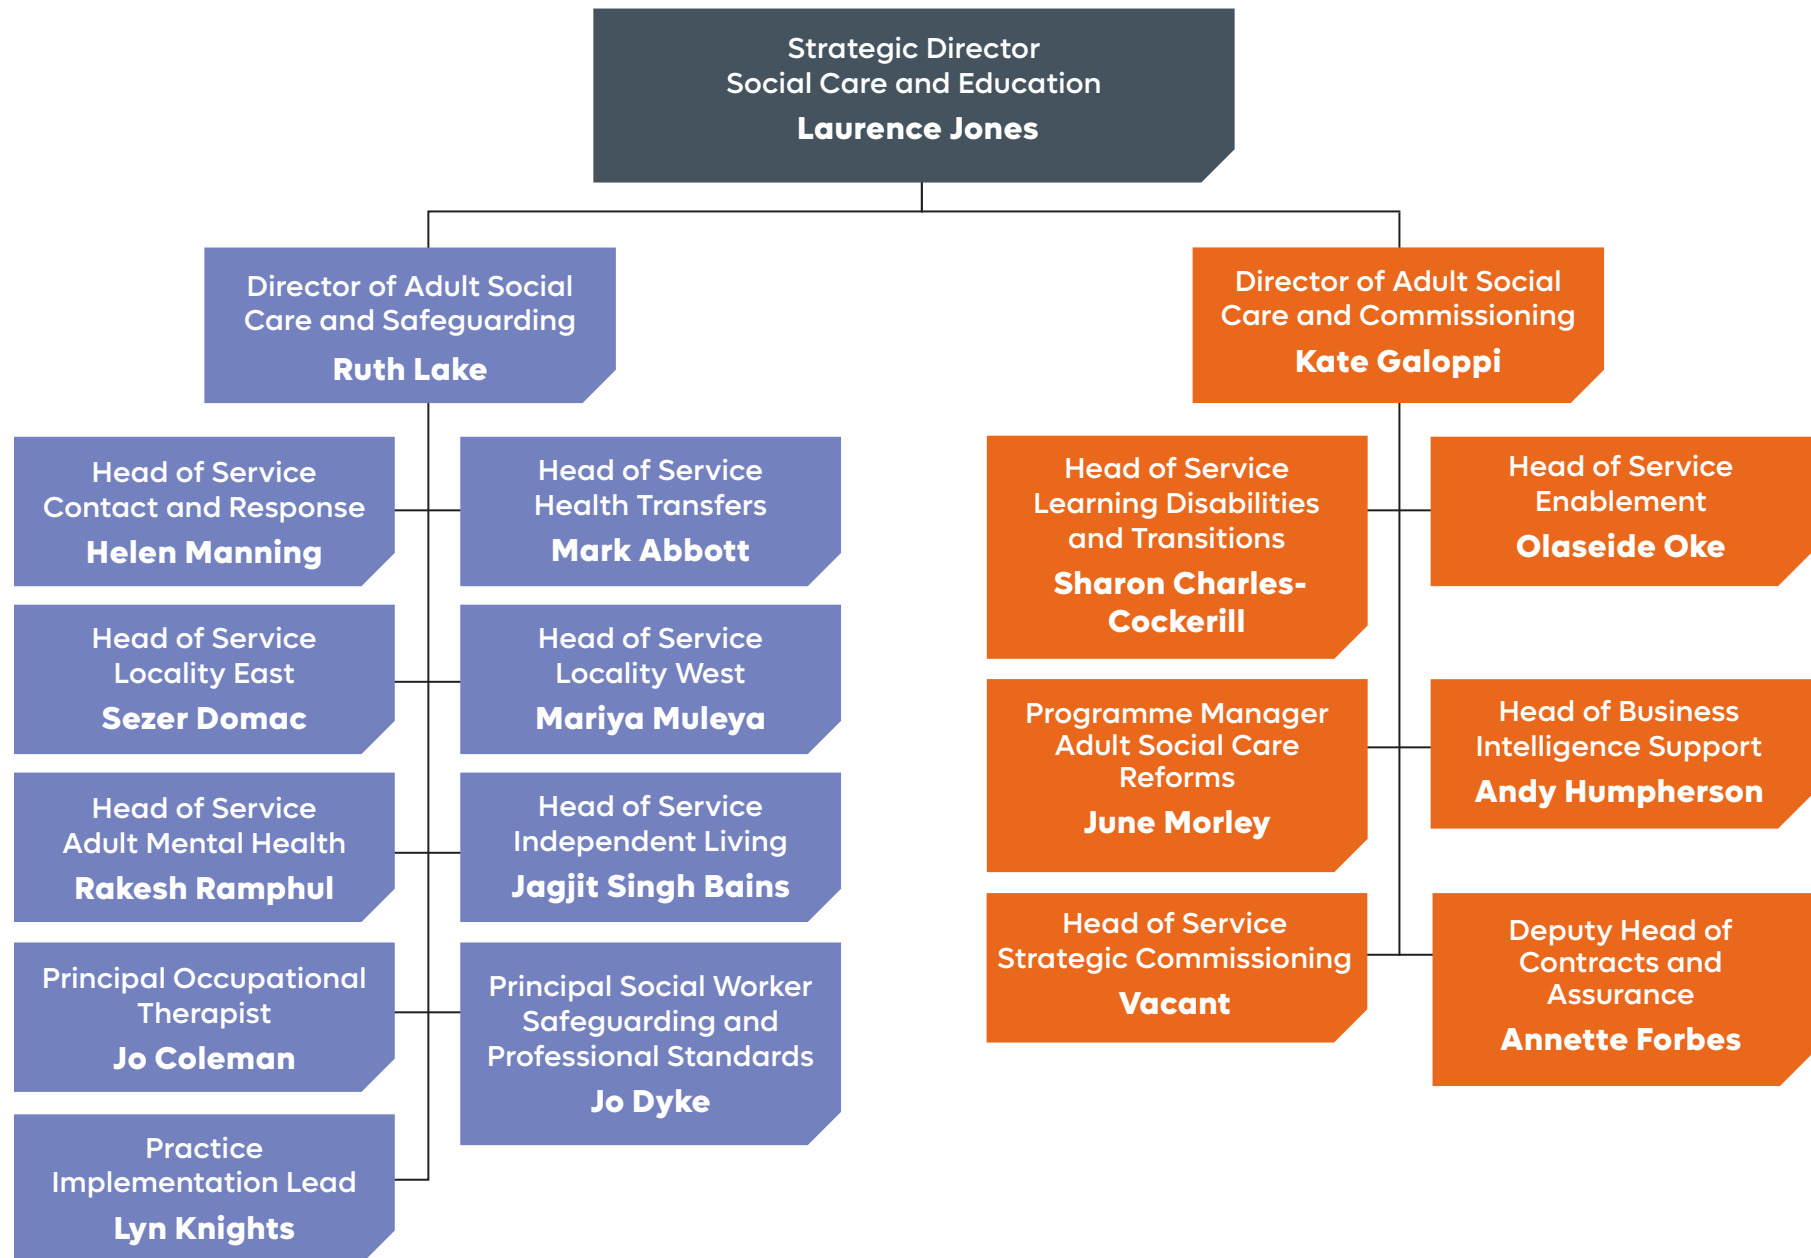 Strategic Director
Social Care and Education
Laurence Jones
Director of Adult Social
Care and Safeguarding
Ruth Lake
Director of Adult Social
Care and Commissioning
Kate Galoppi
Head of Service
Contact and Response
Helen Manning
Head of Service
Health Transfers
Mark Abbott
Head of Service
Locality East
Sezer Domac
Head of Service
Locality West
Mariya Muleya
Head of Service
Adult Mental Health
Rakesh Ramphul
Head of Service
Independent Living
Jagjit Singh Bains
Principal Occupational
Therapist
Jo Coleman
Principal Social Worker
Safeguarding and
Professional Standards
Jo Dyke
Practice
Implementation Lead
Lyn Knights
Head of Service
Learning Disabilities
and Transitions
Sharon Charles-
Cockerill
Head of Service
Enablement
Olaseide Oke
Programme Manager
Adult Social Care
Reforms
June Morley
Head of Business
Intelligence Support
Andy Humpherson
Head of Service
Strategic Commissioning
Vacant
Deputy Head of
Contracts and
Assurance
Annette Forbes